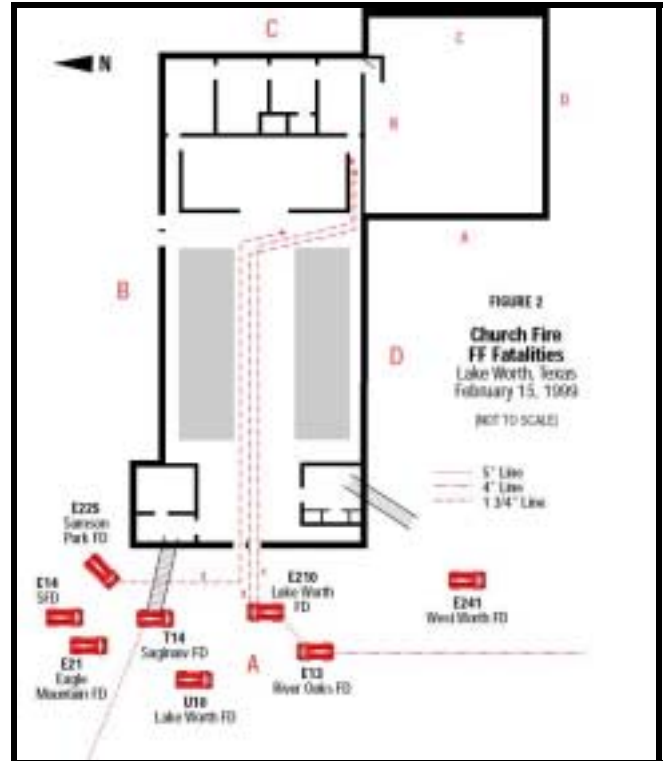 C
N
C
D
B
A
B
FIGURE 2
Church Fire
FF Fatalities
Lake Worth, Texas
February 15, 1999
(NOT TO SCALE)
D
5" Line
4" Line
1 3/4" Line
E225
Samson
Park FD
E14
SFD
E21
Eagle
Mountain FD
T14
Saginaw FD
U10
Lake Worth FD
A
E210
Lake Worth
FD
E13
River Oaks FD
E241
West Worth FD